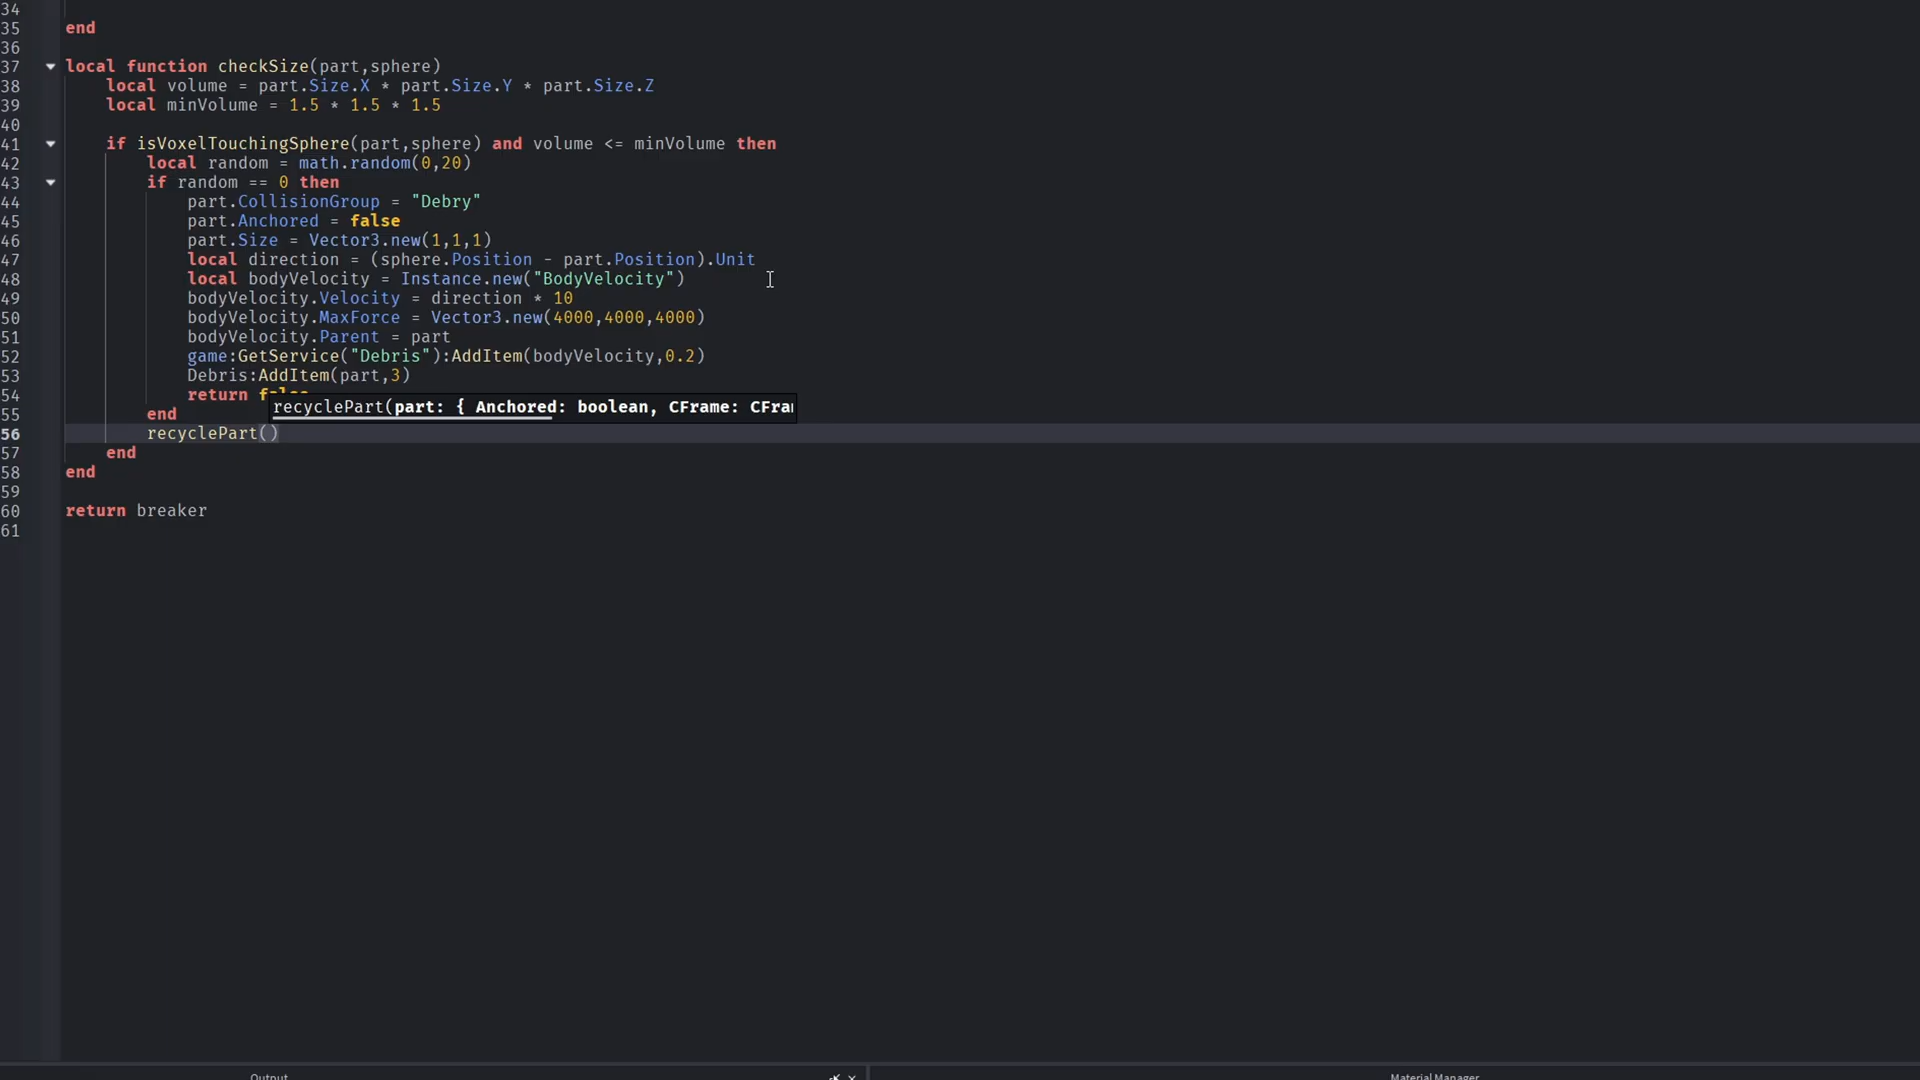 34
35 end
36
37 local function checkSize(part,sphere)
38 local volume = part.Size.X * part.Size.Y * part.Size.Z
39 local minVolume = 1.5 * 1.5 * 1.5
40
41 if isVoxelTouchingSphere(part,sphere) and volume <= minVolume then
42 local random = math.random(0,20)
43 if random == 0 then
44 part.CollisionGroup = "Debry"
45 part.Anchored = false
46 part.Size = Vector3.new(1,1,1)
47 local direction = (sphere.Position - part.Position).Unit
48 local bodyVelocity = Instance.new("BodyVelocity")
49 bodyVelocity.Velocity = direction * 10
50 bodyVelocity.MaxForce = Vector3.new(4000,4000,4000)
51 bodyVelocity.Parent = part
52 game:GetService("Debris"):AddItem(bodyVelocity,0.2)
53 Debris:AddItem(part,3)
54 return false
recyclePart(part: { Anchored: boolean, CFrame: CFra
55 end
56 recyclePart()
57 end
58 end
59
60 return breaker
61
Output
Material Manager